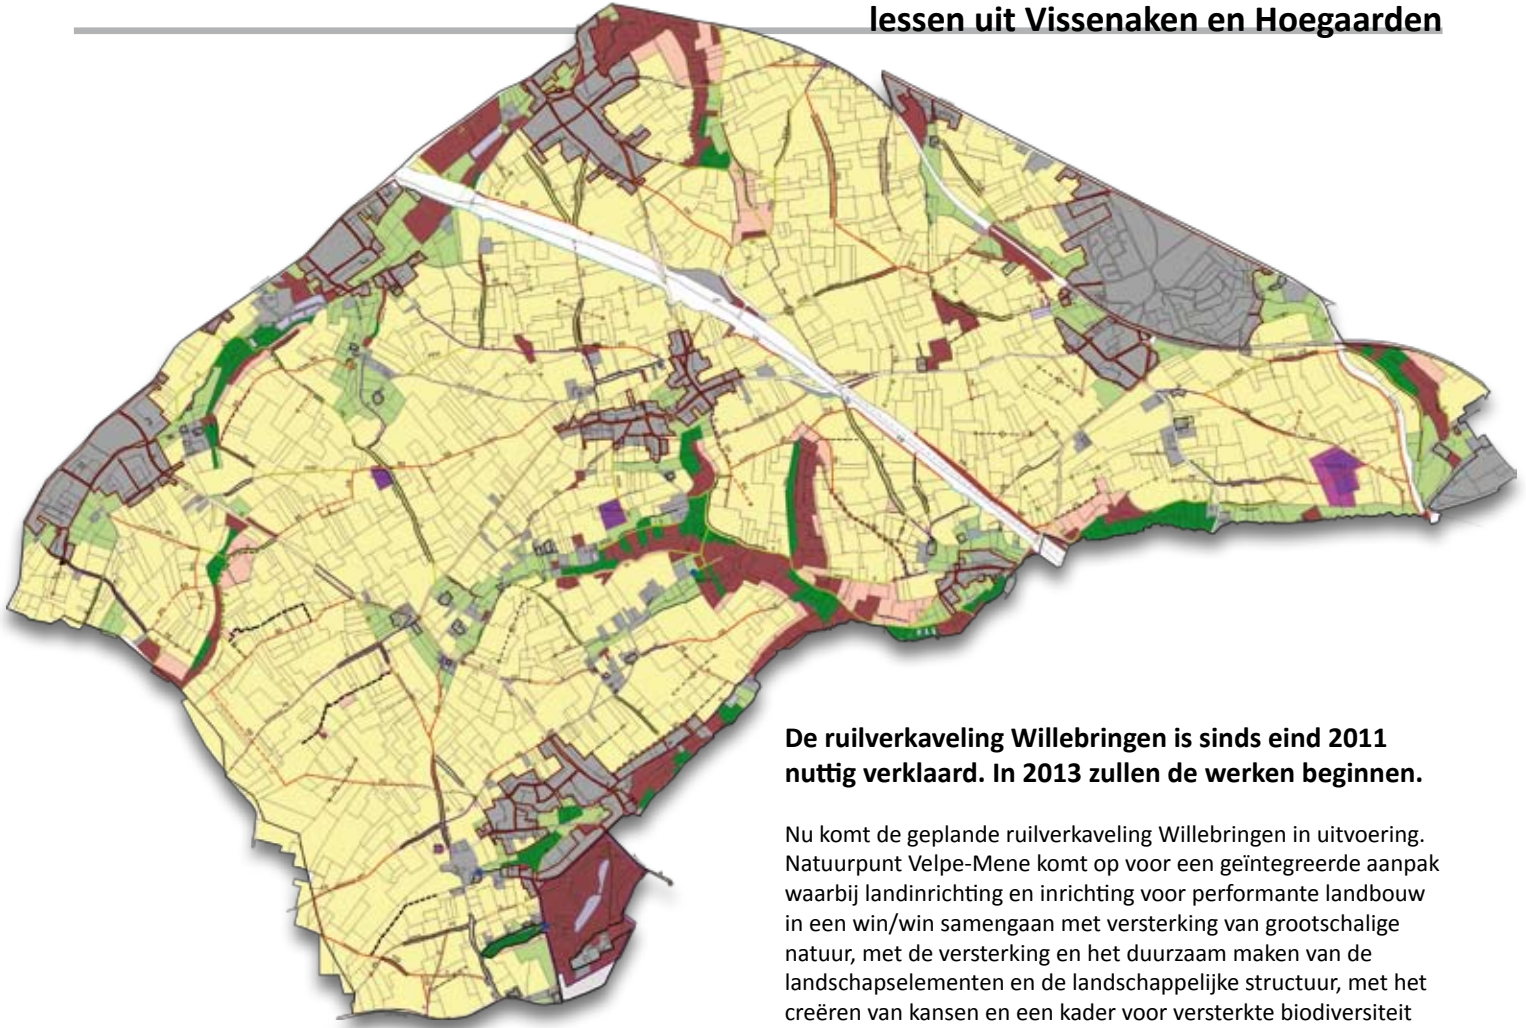 lessen uit Vissenaken en Hoegaarden
De ruilverkaveling Willebringen is sinds eind 2011
nuttig verklaard. In 2013 zullen de werken beginnen.
Nu komt de geplande ruilverkaveling Willebringen in uitvoering.
Natuurpunt Velpe-Mene komt op voor een geïntegreerde aanpak
waarbij landinrichting en inrichting voor performante landbouw
in een win/win samengaan met versterking van grootschalige
natuur, met de versterking en het duurzaam maken van de
landschapselementen en de landschappelijke structuur, met het
creëren van kansen en een kader voor versterkte biodiversiteit